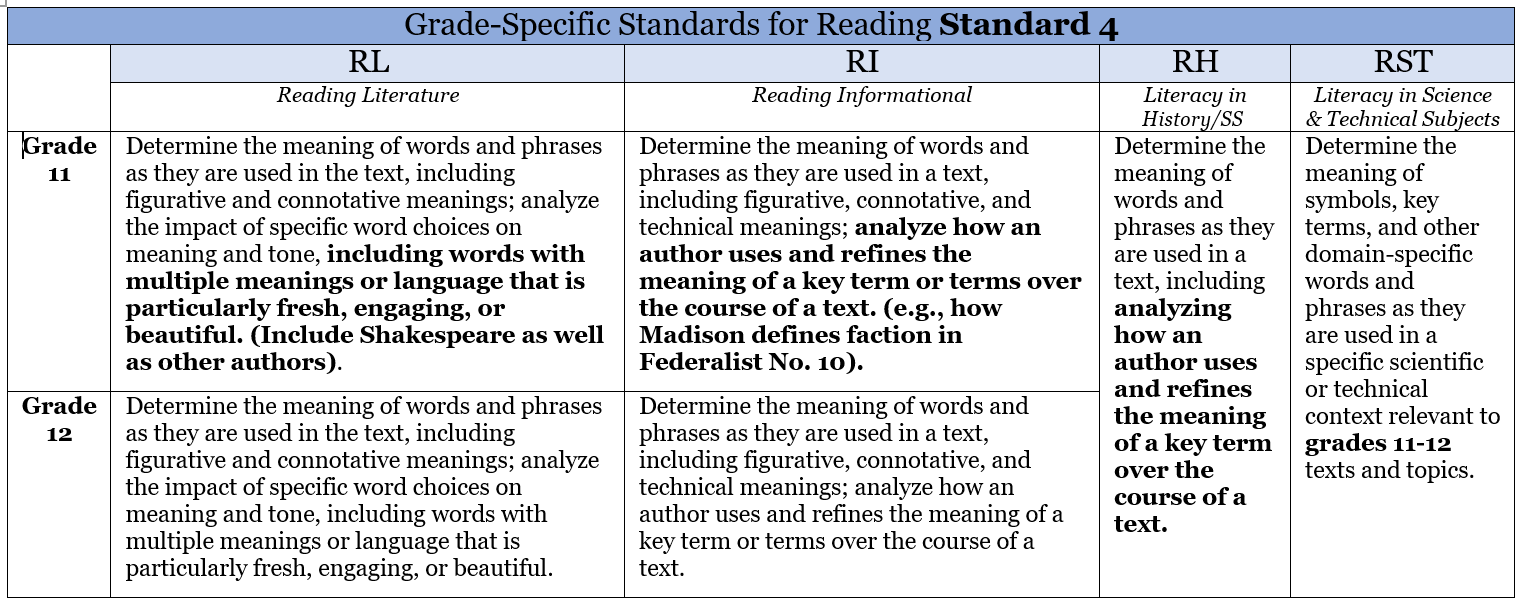 Grade-Specific Standards for Reading Standard 4
RL
RI
RH
RST
Reading Literature
Reading Informational
Literacy in
History/SS
Literacy in Science
& Technical Subjects
Grade
11
Determine the meaning of words and phrases
as they are used in the text, including
figurative and connotative meanings; analyze
the impact of specific word choices on
meaning and tone, including words with
multiple meanings or language that is
particularly fresh, engaging, or
beautiful. (Include Shakespeare as well
as other authors).
Determine the meaning of words and
phrases as they are used in a text,
including figurative, connotative, and
technical meanings; analyze how an
author uses and refines the
meaning of a key term or terms over
the course of a text. (e.g., how
Madison defines faction in
Federalist No. 10).
Determine the
meaning of
words and
phrases as they
are used in a
text, including
analyzing
how an
author uses
and refines
the meaning
of a key term
over the
course of a
text.
Determine the
meaning of
symbols, key
terms, and other
domain-specific
words and
phrases as they
are used in a
specific scientific
or technical
context relevant to
grades 11-12
texts and topics.
Grade
12
Determine the meaning of words and phrases
as they are used in the text, including
figurative and connotative meanings; analyze
the impact of specific word choices on
meaning and tone, including words with
multiple meanings or language that is
particularly fresh, engaging, or beautiful.
Determine the meaning of words and
phrases as they are used in a text,
including figurative, connotative, and
technical meanings; analyze how an
author uses and refines the meaning of a
key term or terms over the course of a
text.